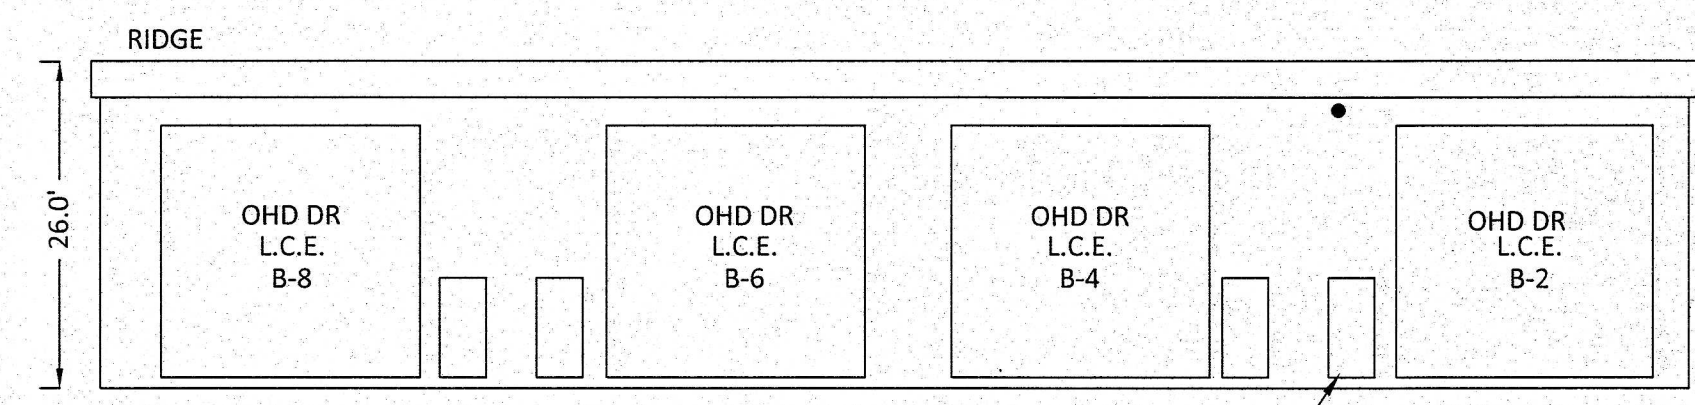 RIDGE
26.0'
OHD DR
L.C.E.
B-8
OHD DR
L.C.E.
B-6
OHD DR
L.C.E.
B-4
OHD DR
L.C.E.
B-2